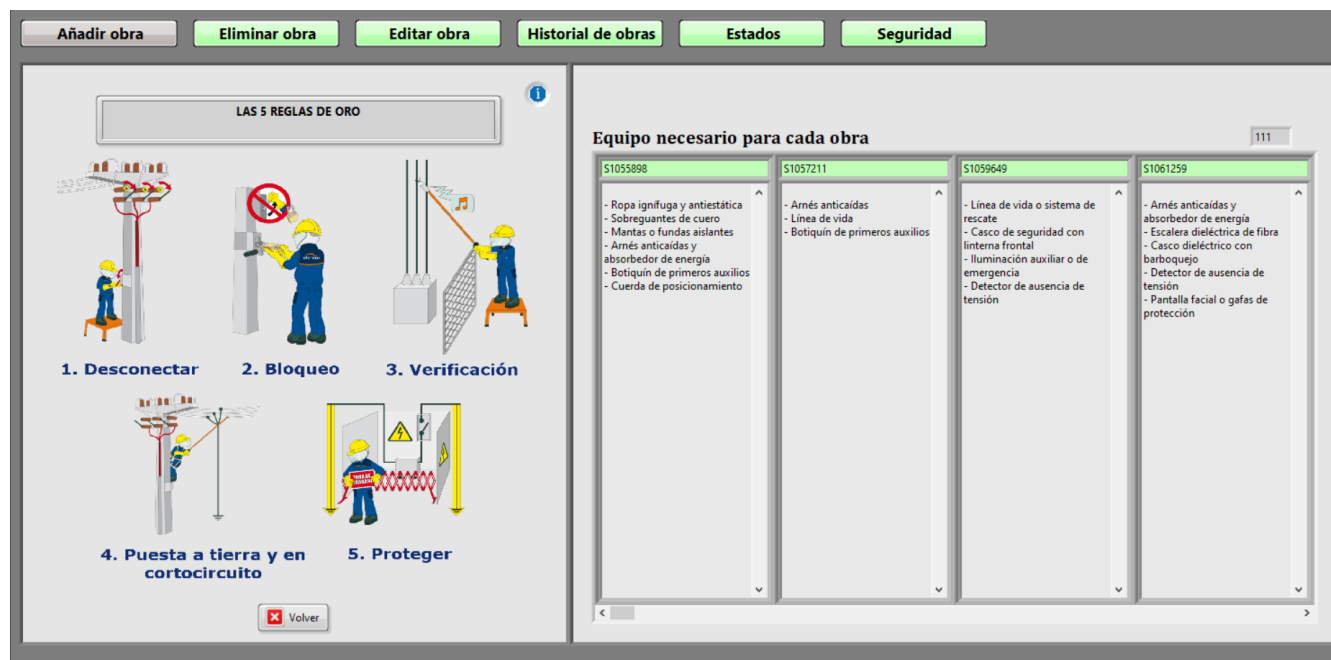 Añadir obra
Eliminar obra
Editar obra
Historial de obras
Estados
Seguridad
LAS 5 REGLAS DE ORO
1. Desconectar
2. Bloqueo
3. Verificación
4. Puesta a tierra y en
cortocircuito
5. Proteger
Volver
Equipo necesario para cada obra
111
S1055898
- Ropa ignífuga y antiestática
- Sobreguantes de cuero
- Mantas o fundas aislantes
- Arnés anticaídas y
absorbedor de energía
- Botiquín de primeros auxilios
- Cuerda de posicionamiento
S1057211
- Arnés anticaídas
- Línea de vida
- Botiquín de primeros auxilios
S1059649
- Línea de vida o sistema de
rescate
- Casco de seguridad con
linterna frontal
- Iluminación auxiliar o de
emergencia
- Detector de ausencia de
tensión
S1061259
- Arnés anticaídas y
absorbedor de energía
- Escalera dieléctrica de fibra
- Casco dieléctrico con
barboquejo
- Detector de ausencia de
tensión
- Pantalla facial o gafas de
protección